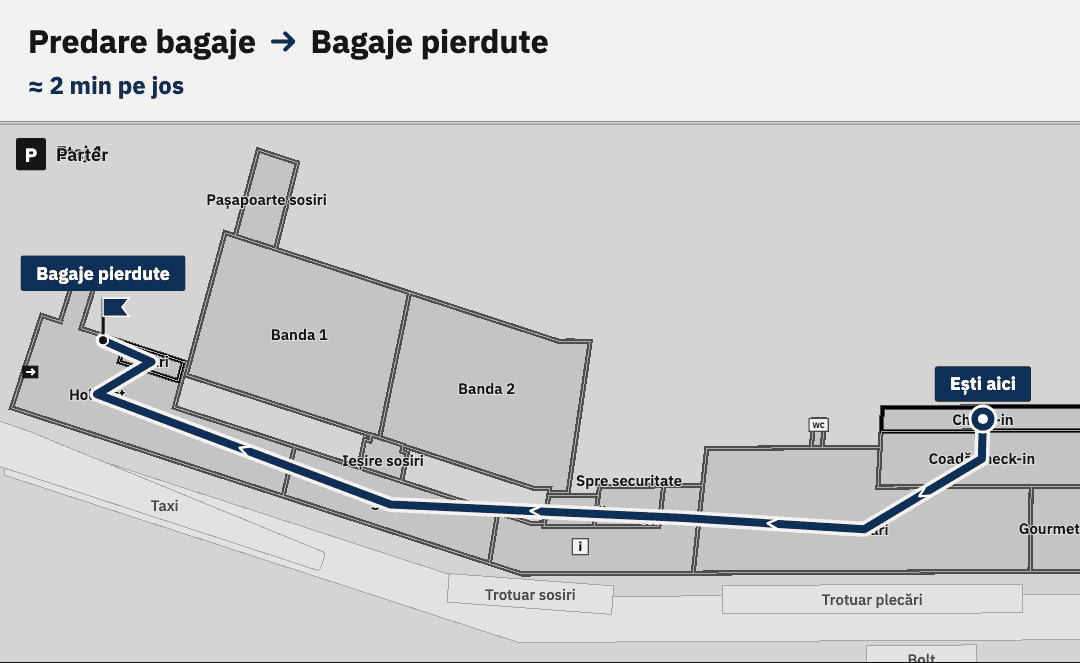 Predare bagaje → Bagaje pierdute
≈ 2 min pe jos
P Parter
Pașapoarte sosiri
Bagaje pierdute
Banda 1
Banda 2
Ești aici
wc
Ieșire sosiri
Spre securitate
Taxi
i
Gourmet
Trotuar sosiri
Trotuar plecări
Bolt